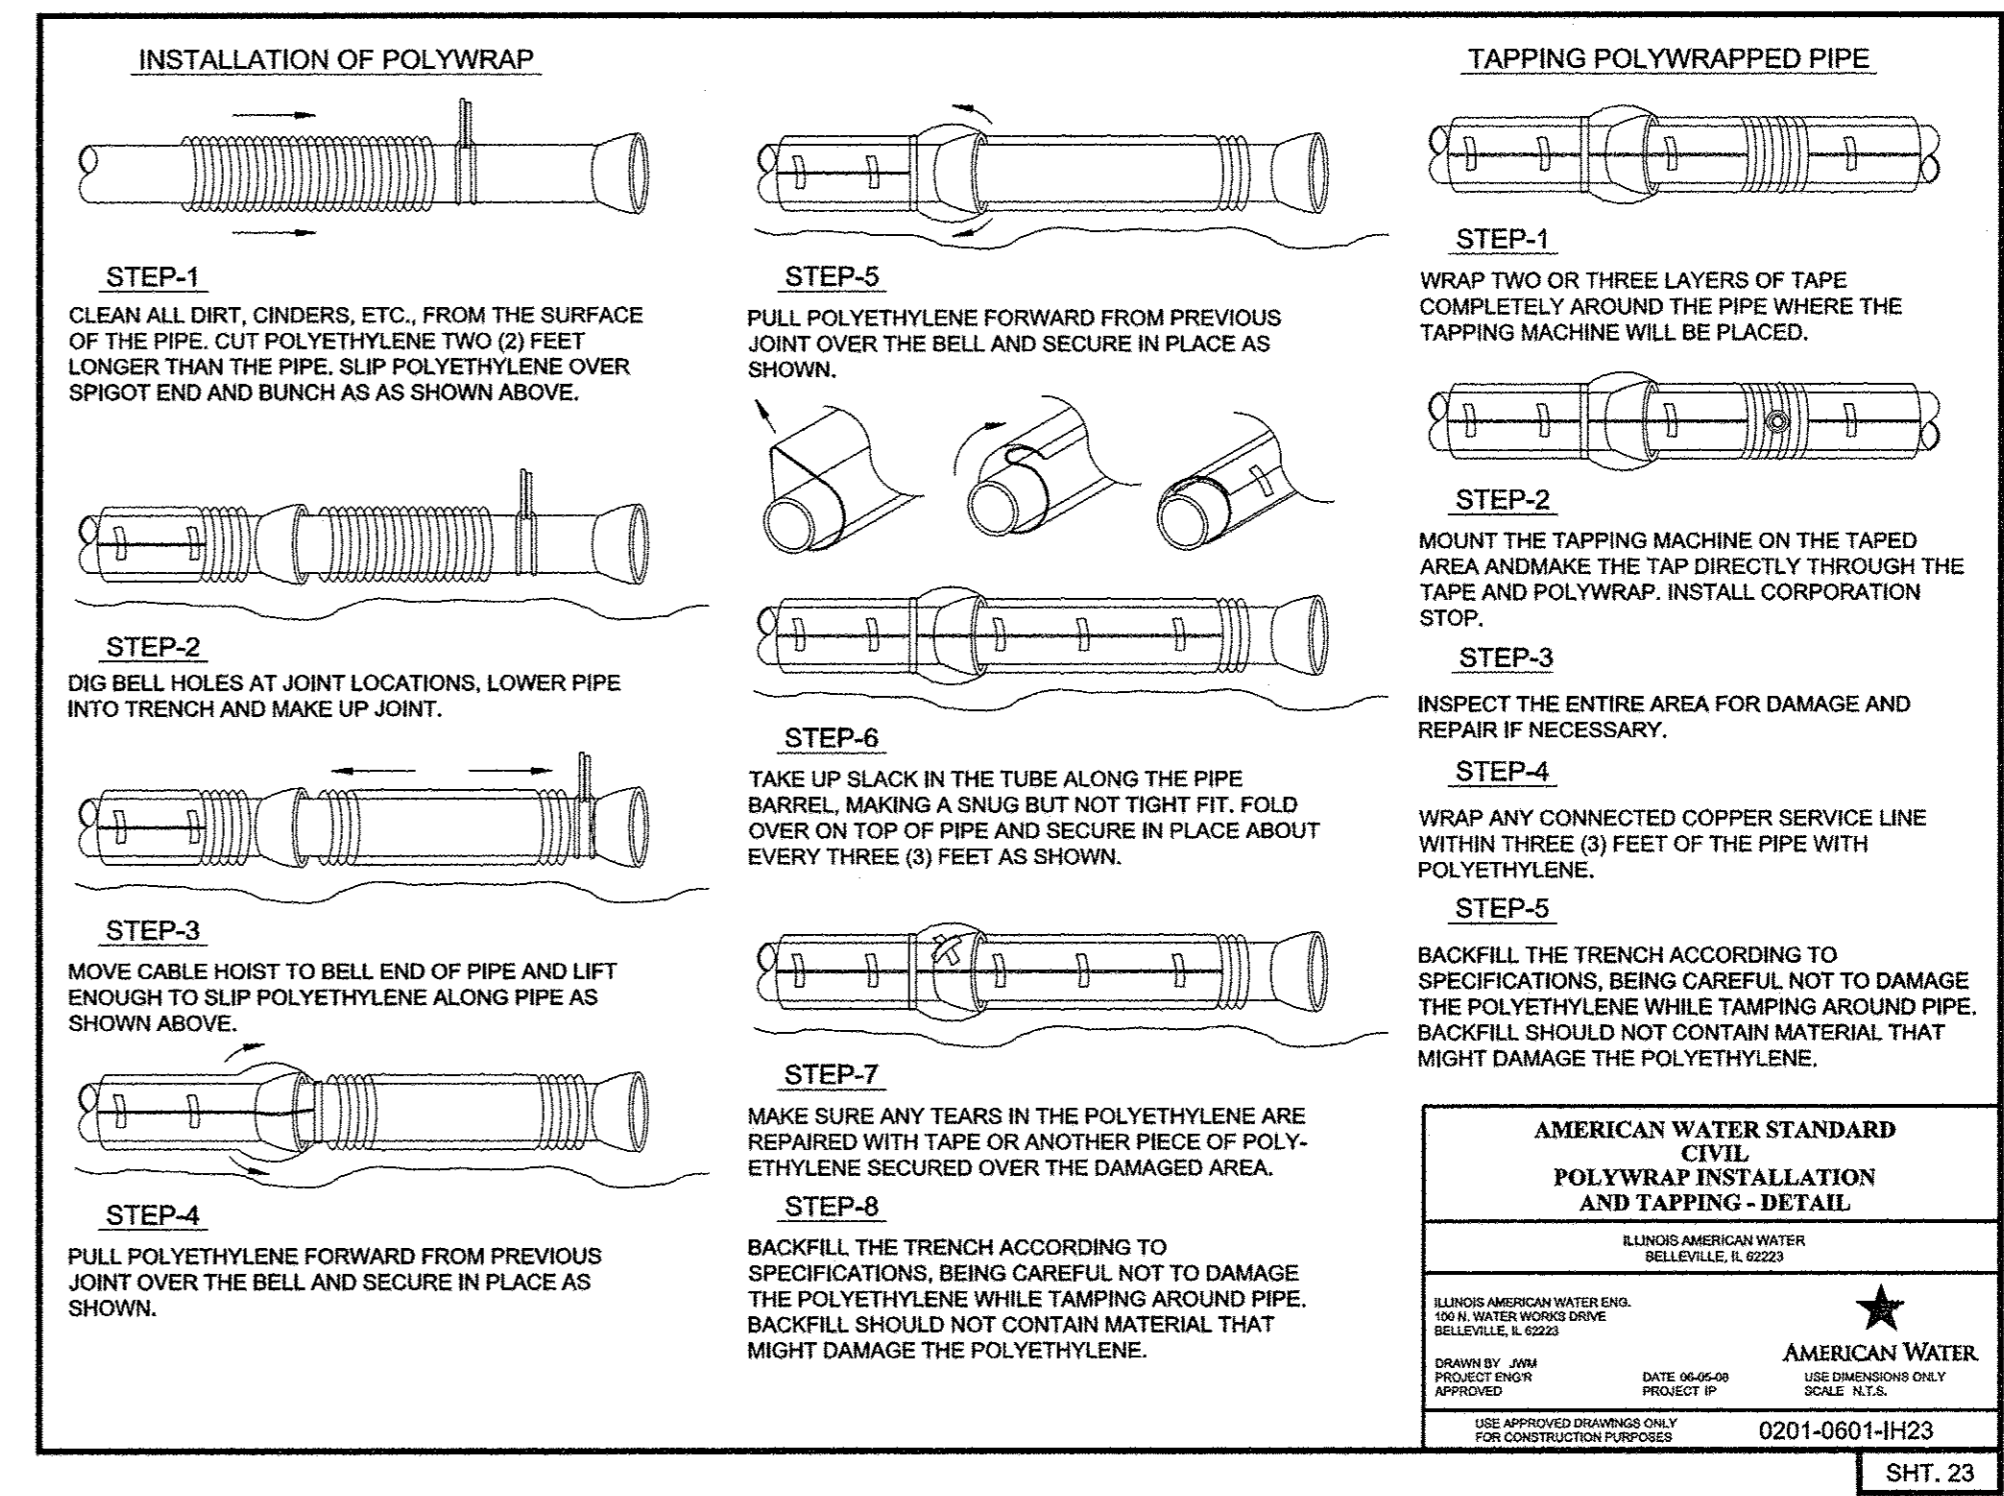 INSTALLATION OF POLYWRAP
STEP-1
CLEAN ALL DIRT, CINDERS, ETC., FROM THE SURFACE
OF THE PIPE. CUT POLYETHYLENE TWO (2) FEET
LONGER THAN THE PIPE. SLIP POLYETHYLENE OVER
SPIGOT END AND BUNCH AS AS SHOWN ABOVE.
STEP-2
DIG BELL HOLES AT JOINT LOCATIONS, LOWER PIPE
INTO TRENCH AND MAKE UP JOINT.
STEP-3
MOVE CABLE HOIST TO BELL END OF PIPE AND LIFT
ENOUGH TO SLIP POLYETHYLENE ALONG PIPE AS
SHOWN ABOVE.
STEP-4
PULL POLYETHYLENE FORWARD FROM PREVIOUS
JOINT OVER THE BELL AND SECURE IN PLACE AS
SHOWN.
STEP-5
PULL POLYETHYLENE FORWARD FROM PREVIOUS
JOINT OVER THE BELL AND SECURE IN PLACE AS
SHOWN.
STEP-6
TAKE UP SLACK IN THE TUBE ALONG THE PIPE
BARREL, MAKING A SNUG BUT NOT TIGHT FIT. FOLD
OVER ON TOP OF PIPE AND SECURE IN PLACE ABOUT
EVERY THREE (3) FEET AS SHOWN.
STEP-7
MAKE SURE ANY TEARS IN THE POLYETHYLENE ARE
REPAIRED WITH TAPE OR ANOTHER PIECE OF POLY-
ETHYLENE SECURED OVER THE DAMAGED AREA.
STEP-8
BACKFILL THE TRENCH ACCORDING TO
SPECIFICATIONS, BEING CAREFUL NOT TO DAMAGE
THE POLYETHYLENE WHILE TAMPING AROUND PIPE.
BACKFILL SHOULD NOT CONTAIN MATERIAL THAT
MIGHT DAMAGE THE POLYETHYLENE.
TAPPING POLYWRAPPED PIPE
STEP-1
WRAP TWO OR THREE LAYERS OF TAPE
COMPLETELY AROUND THE PIPE WHERE THE
TAPPING MACHINE WILL BE PLACED.
STEP-2
MOUNT THE TAPPING MACHINE ON THE TAPED
AREA ANDMAKE THE TAP DIRECTLY THROUGH THE
TAPE AND POLYWRAP. INSTALL CORPORATION
STOP.
STEP-3
INSPECT THE ENTIRE AREA FOR DAMAGE AND
REPAIR IF NECESSARY.
STEP-4
WRAP ANY CONNECTED COPPER SERVICE LINE
WITHIN THREE (3) FEET OF THE PIPE WITH
POLYETHYLENE.
STEP-5
BACKFILL THE TRENCH ACCORDING TO
SPECIFICATIONS, BEING CAREFUL NOT TO DAMAGE
THE POLYETHYLENE WHILE TAMPING AROUND PIPE.
BACKFILL SHOULD NOT CONTAIN MATERIAL THAT
MIGHT DAMAGE THE POLYETHYLENE.
AMERICAN WATER STANDARD
CIVIL
POLYWRAP INSTALLATION
AND TAPPING - DETAIL
ILLINOIS AMERICAN WATER
BELLEVILLE, IL 62223
ILLINOIS AMERICAN WATER ENG.
100 N. WATER WORKS DRIVE
BELLEVILLE, IL 62223
DRAWN BY JWM
PROJECT ENG'R
APPROVED
DATE 06-05-08
PROJECT IP
AMERICAN WATER
USE DIMENSIONS ONLY
SCALE N.T.S.
USE APPROVED DRAWINGS ONLY
FOR CONSTRUCTION PURPOSES
0201-0601-IH23
SHT. 23